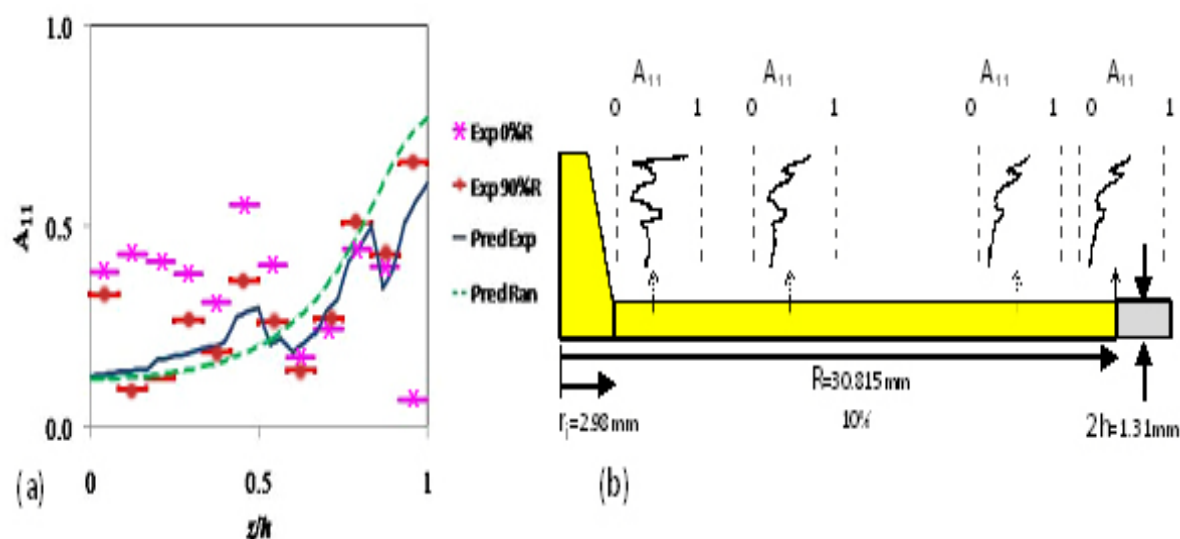 1.0
0.5
0.0
A₁₁
0
0.5
1
z/h
(a)
Exp 0%R
Exp 90%R
Pred Exp
Pred Ran
A₁₁
0
1
A₁₁
0
1
A₁₁
0
1
A₁₁
0
1
R=30.815 mm
10%
rᵢ=2.98 mm
2h=1.31mm
(b)